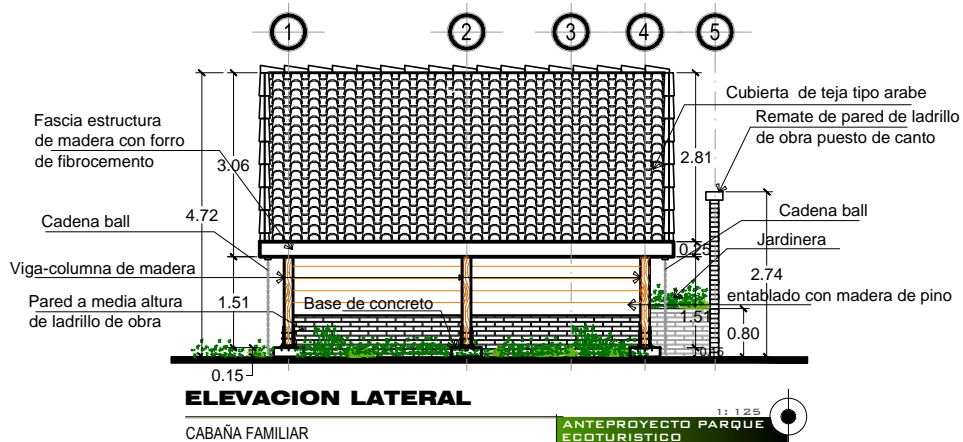 1
2
3
4
5
Cubierta de teja tipo arabe
Remate de pared de ladrillo
de obra puesto de canto
Fascia estructura
de madera con forro
de fibrocemento
3.06
2.81
4.72
Cadena ball
Cadena ball
0.25
Jardinera
Viga-columna de madera
2.74
Pared a media altura
de ladrillo de obra
1.51
Base de concreto
entablado con madera de pino
1.51
0.80
0.15
0.15
ELEVACION LATERAL
CABAÑA FAMILIAR
1: 125
ANTEPROYECTO PARQUE
ECOTURISTICO